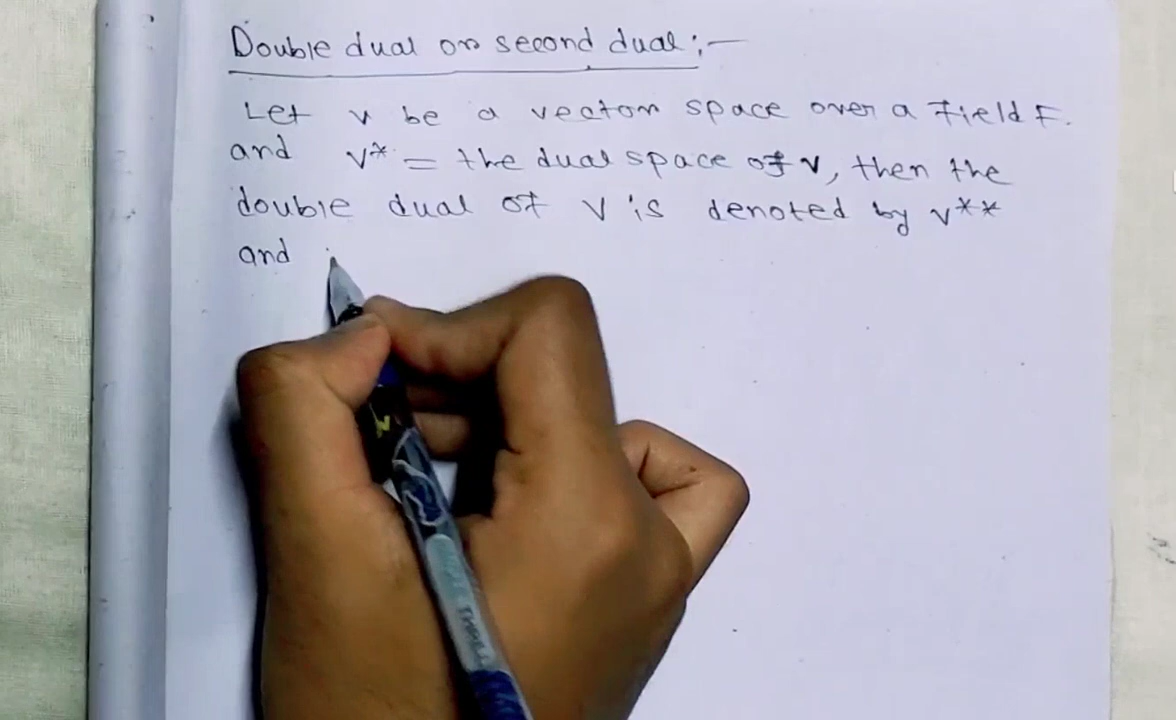 Double dual or second dual :-
Let V be a vector space over a field F.
and V* = the dual space of V, then the
double dual of V is denoted by V**
and